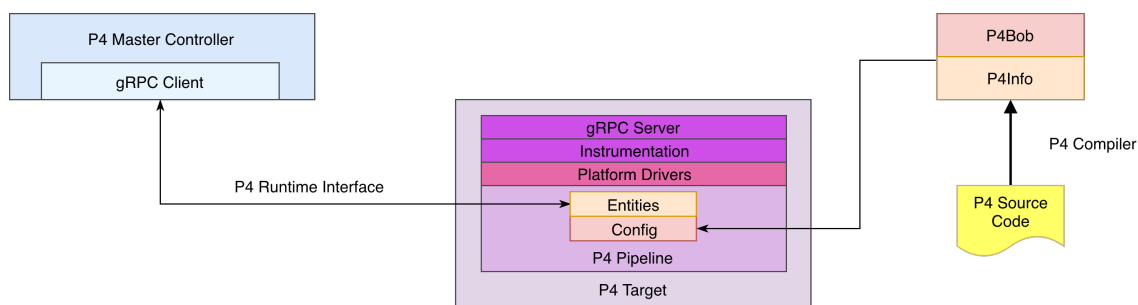 P4 Master Controller
gRPC Client
P4 Runtime Interface
gRPC Server
Instrumentation
Platform Drivers
Entities
Config
P4 Pipeline
P4 Target
P4Bob
P4Info
P4 Compiler
P4 Source
Code